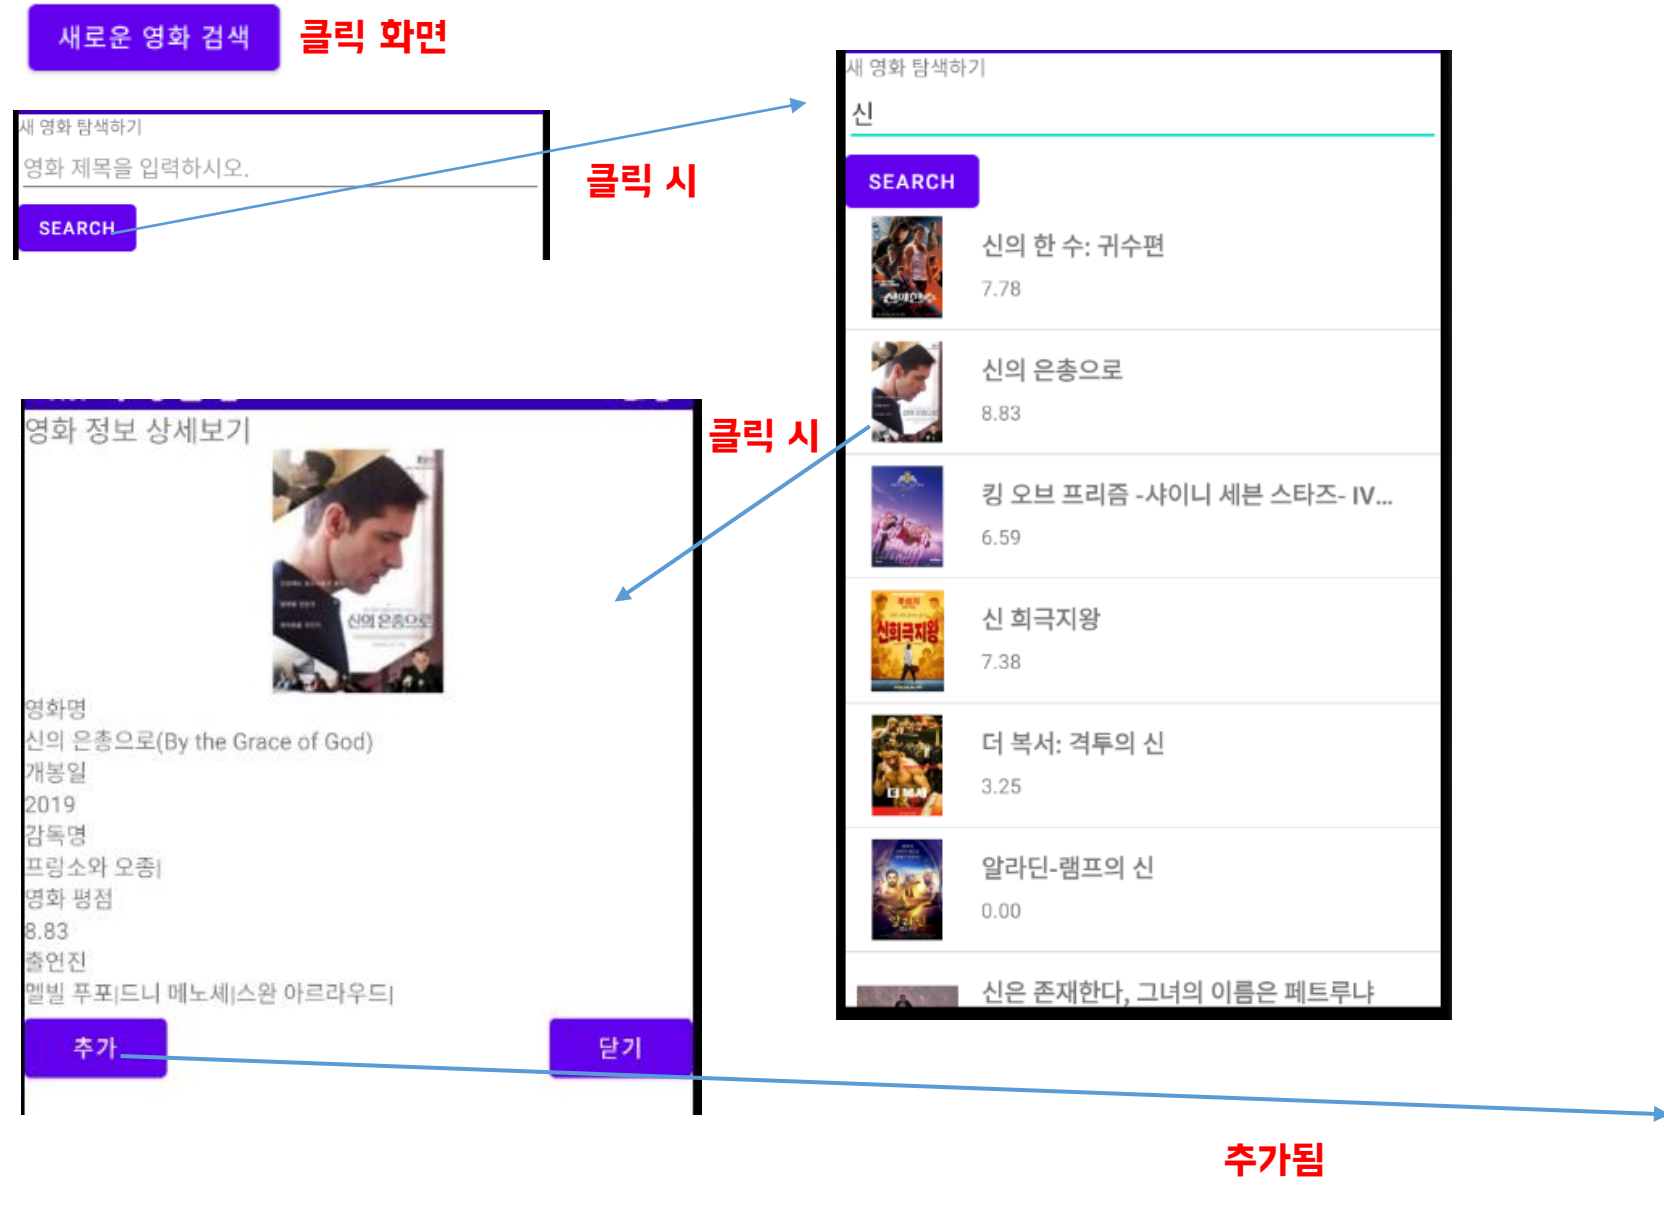 새로운 영화 검색
클릭 화면
새 영화 탐색하기
영화 제목을 입력하시오.
SEARCH
클릭 시
새 영화 탐색하기
신
SEARCH
신의 한 수: 귀수편
7.78
신의 은총으로
8.83
킹 오브 프리즘 -샤이니 세븐 스타즈- IV...
6.59
신 희극지왕
7.38
더 복서: 격투의 신
3.25
알라딘-램프의 신
0.00
신은 존재한다, 그녀의 이름은 페트루냐
클릭 시
영화 정보 상세보기
신의 은총으로
영화명
신의 은총으로(By the Grace of God)
개봉일
2019
감독명
프랑소와 오종|
영화 평점
8.83
출연진
멜빌 푸포|드니 메노셰|스완 아르라우드|
추가
닫기
추가됨